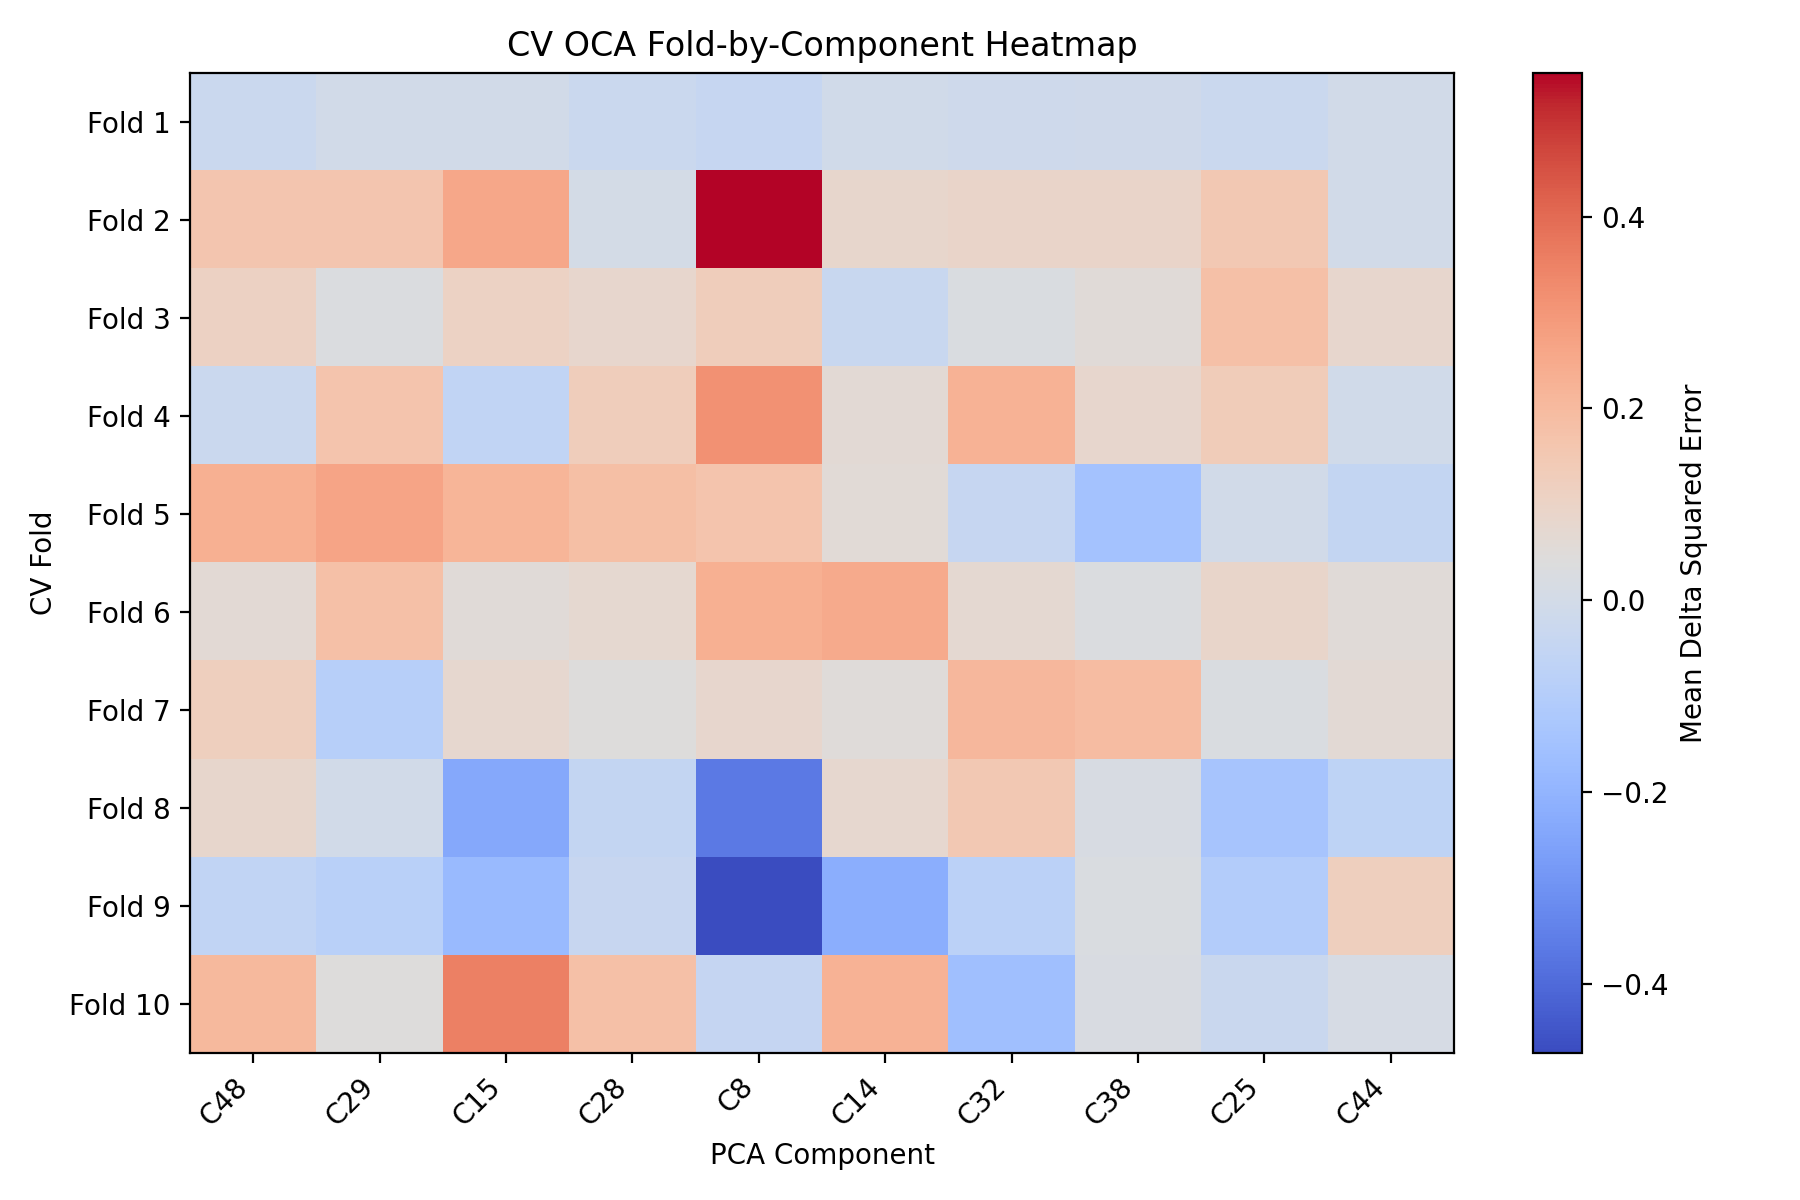 CV OCA Fold-by-Component Heatmap
Fold 1
Fold 2
Fold 3
Fold 4
Fold 5
Fold 6
Fold 7
Fold 8
Fold 9
Fold 10
CV Fold
C48
C29
C15
C28
C8
C14
C32
C38
C25
C44
PCA Component
0.4
0.2
0.0
−0.2
−0.4
Mean Delta Squared Error